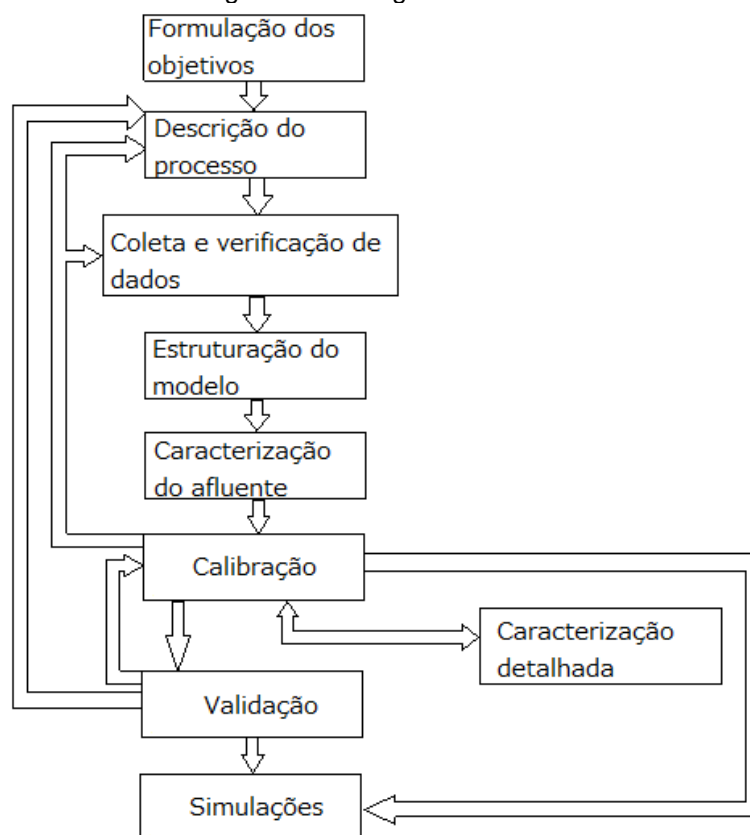 Formulação dos
objetivos
Descrição do
processo
Coleta e verificação de
dados
Estruturação do
modelo
Caracterização
do afluente
Calibração
Caracterização
detalhada
Validação
Simulações